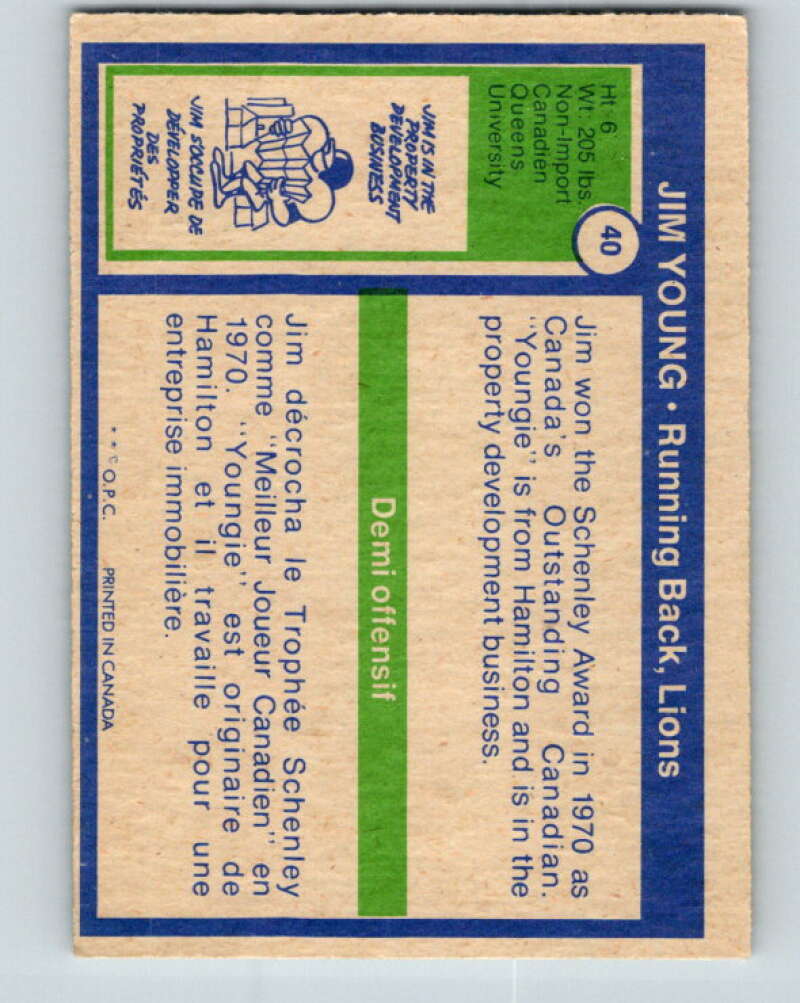 JIM YOUNG • Running Back, Lions
40
Ht: 6'
Wt: 205 lbs.
Non-Import
Canadien
Queens
University
JIM IS IN THE
PROPERTY
DEVELOPMENT
BUSINESS
JIM S'OCCUPE DE
DÉVELOPPER
DES
PROPRIÉTÉS
Jim won the Schenley Award in 1970 as
Canada's Outstanding Canadian.
"Youngie" is from Hamilton and is in the
property development business.
Demi offensif
Jim décrocha le Trophée Schenley
comme "Meilleur Joueur Canadien" en
1970. "Youngie" est originaire de
Hamilton et il travaille pour une
entreprise immobilière.
* * © O.P.C. PRINTED IN CANADA